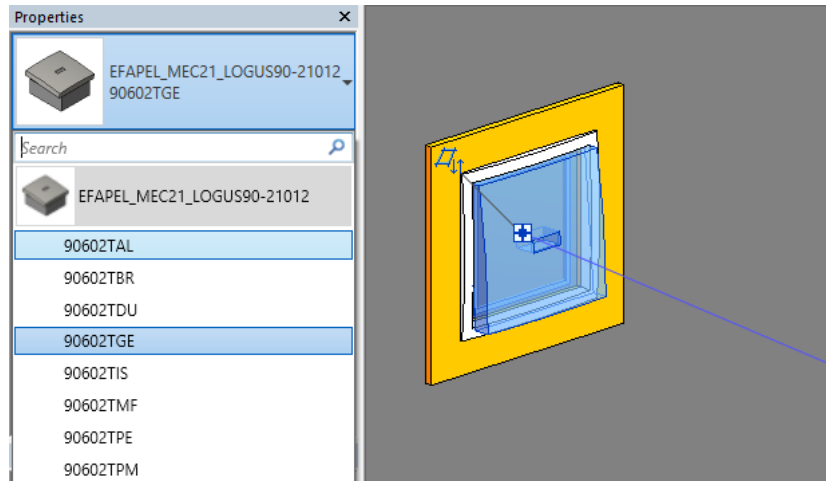 Properties
EFAPEL_MEC21_LOGUS90-21012
90602TGE
Search
EFAPEL_MEC21_LOGUS90-21012
90602TAL
90602TBR
90602TDU
90602TGE
90602TIS
90602TMF
90602TPE
90602TPM